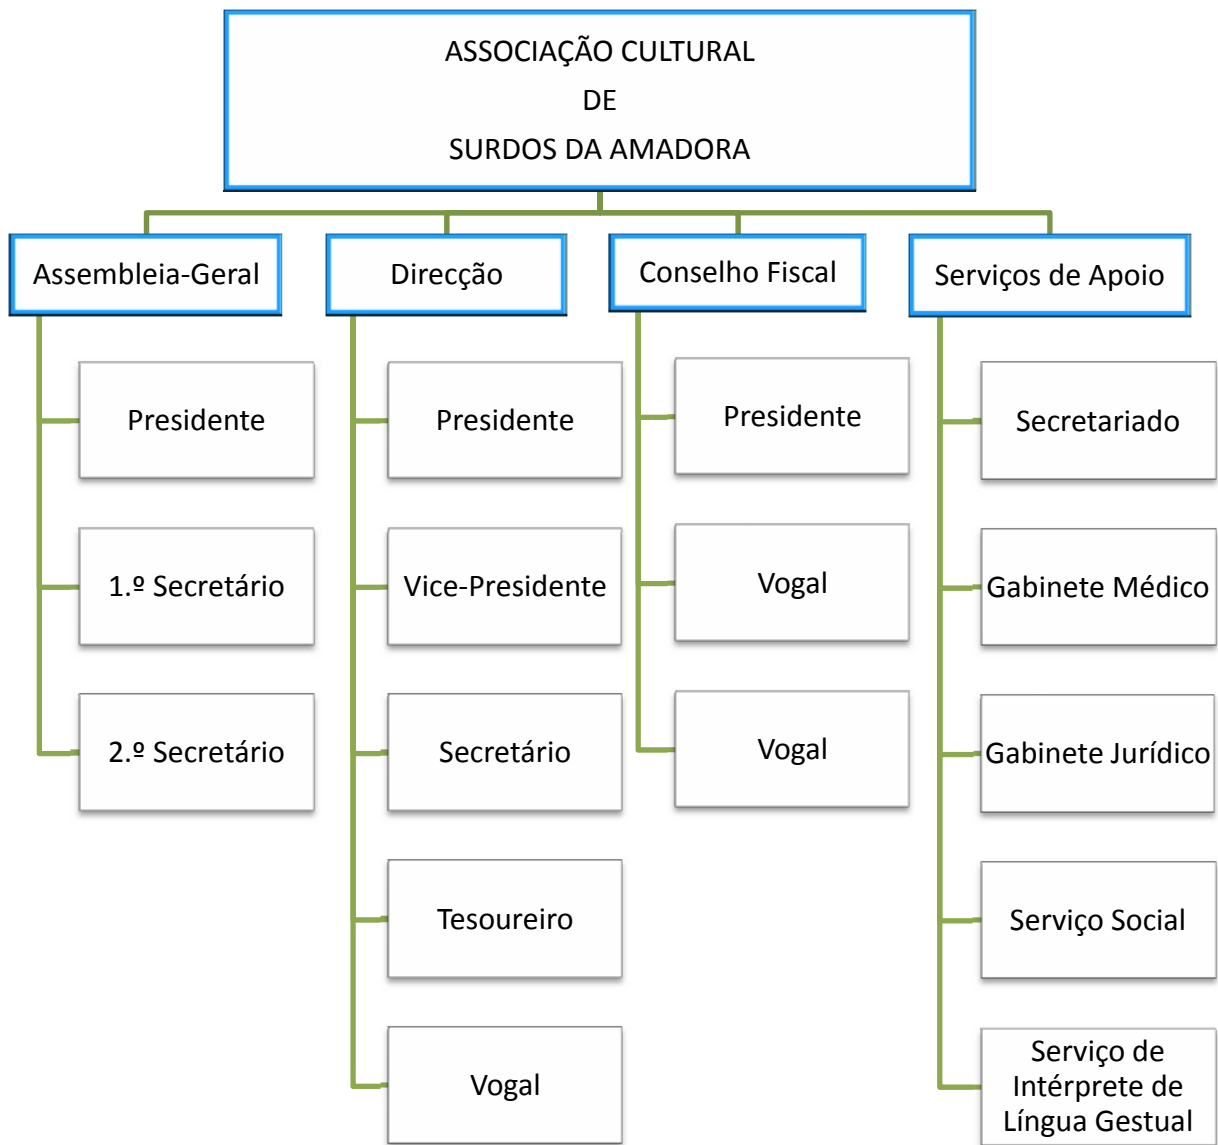 ASSOCIAÇÃO CULTURAL
DE
SURDOS DA AMADORA
Assembleia-Geral
Presidente
1.º Secretário
2.º Secretário
Direcção
Presidente
Vice-Presidente
Secretário
Tesoureiro
Vogal
Conselho Fiscal
Presidente
Vogal
Vogal
Serviços de Apoio
Secretariado
Gabinete Médico
Gabinete Jurídico
Serviço Social
Serviço de
Intérprete de
Língua Gestual